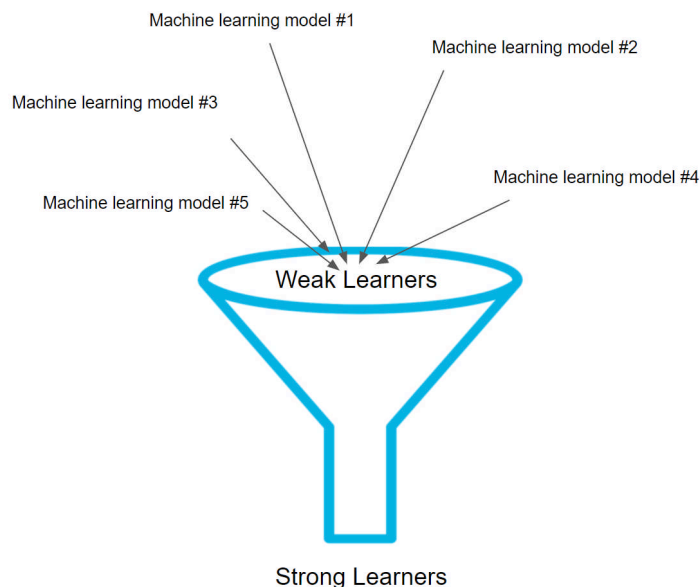 Machine learning model #1
Machine learning model #2
Machine learning model #3
Machine learning model #4
Machine learning model #5
Weak Learners
Strong Learners